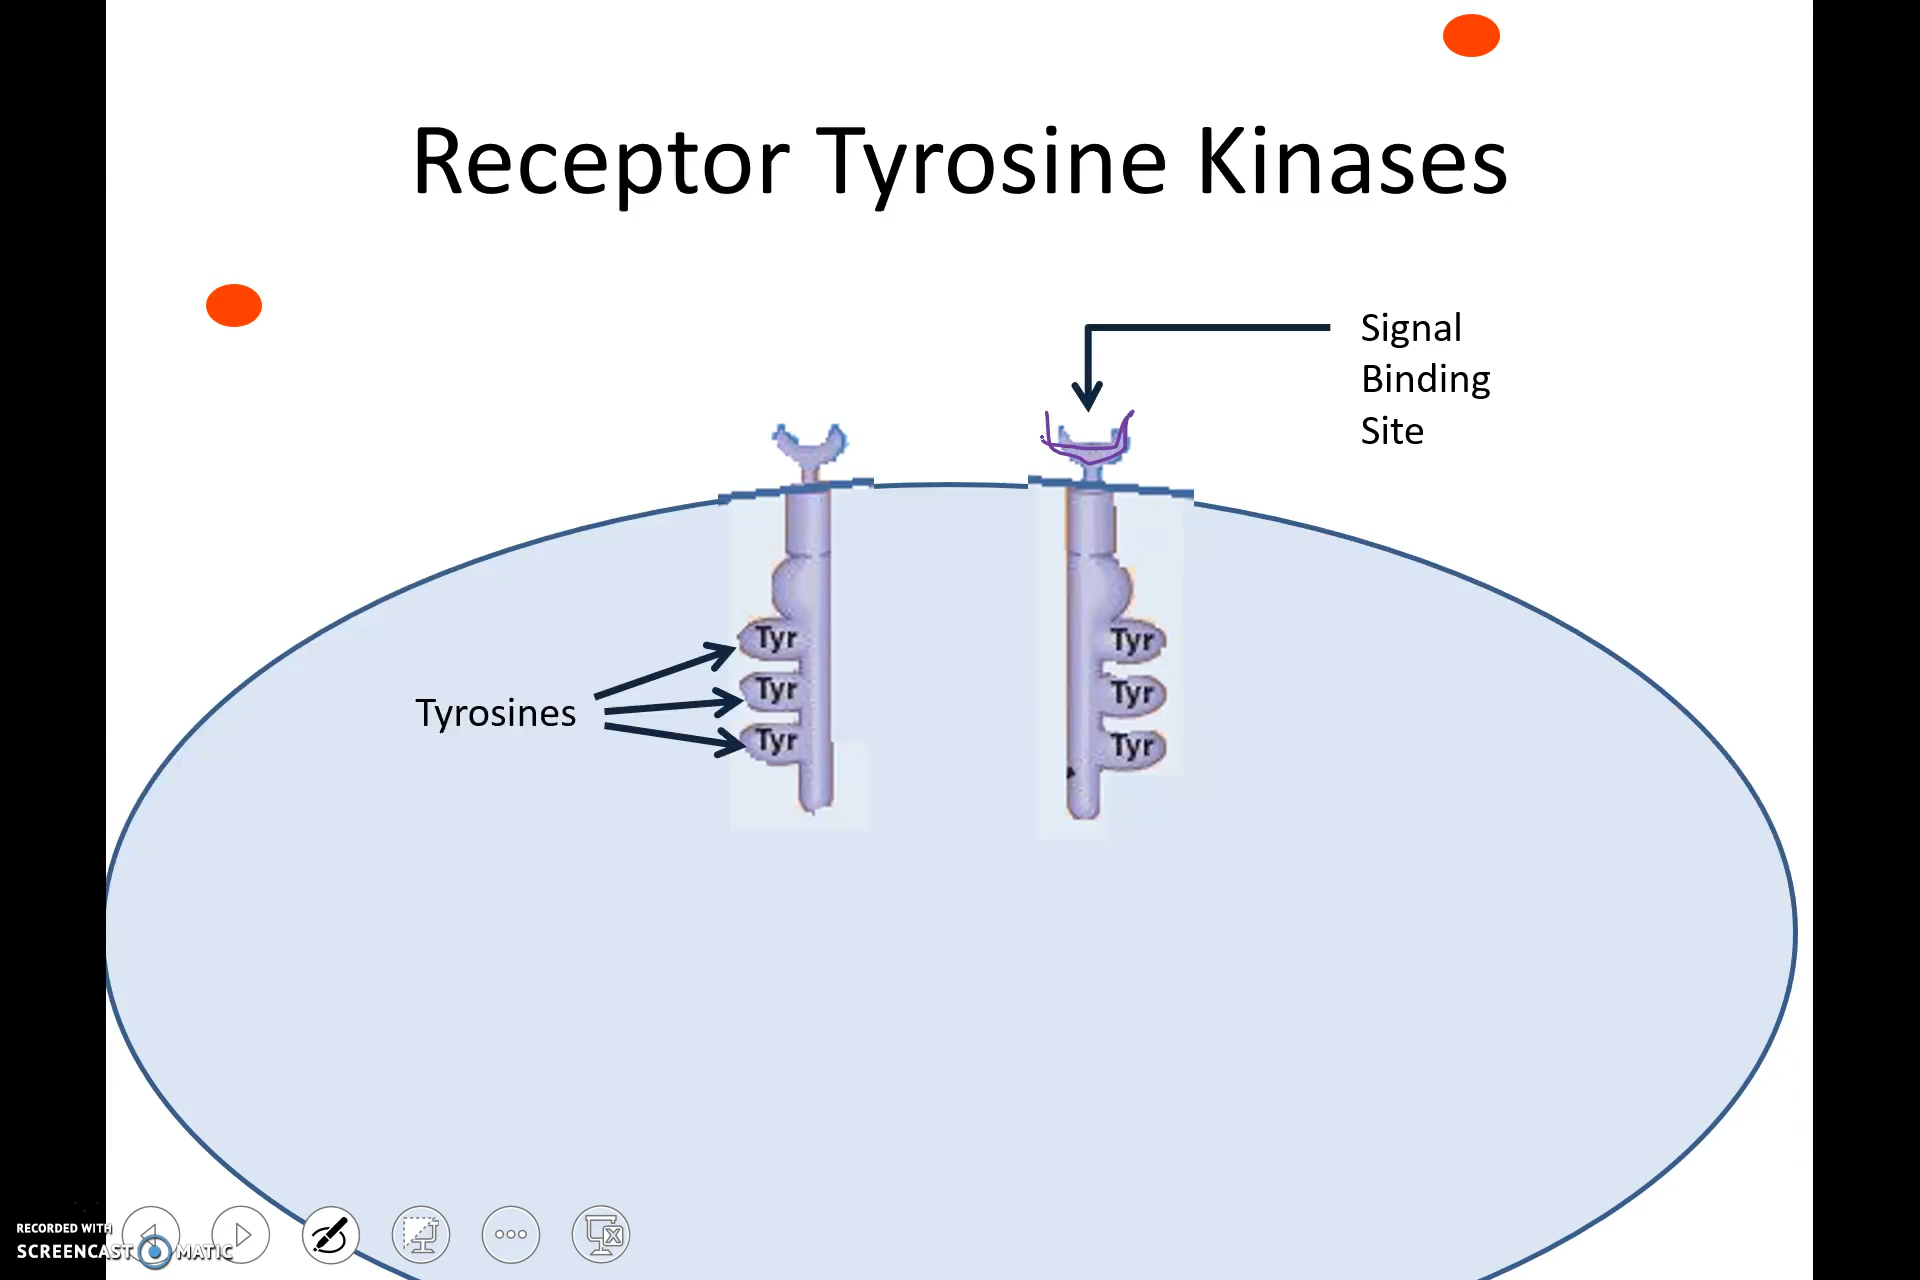 Receptor Tyrosine Kinases
Signal
Binding
Site
Tyr
Tyr
Tyr
Tyrosines
Tyr
Tyr
Tyr
RECORDED WITH
SCREENCAST MATIC